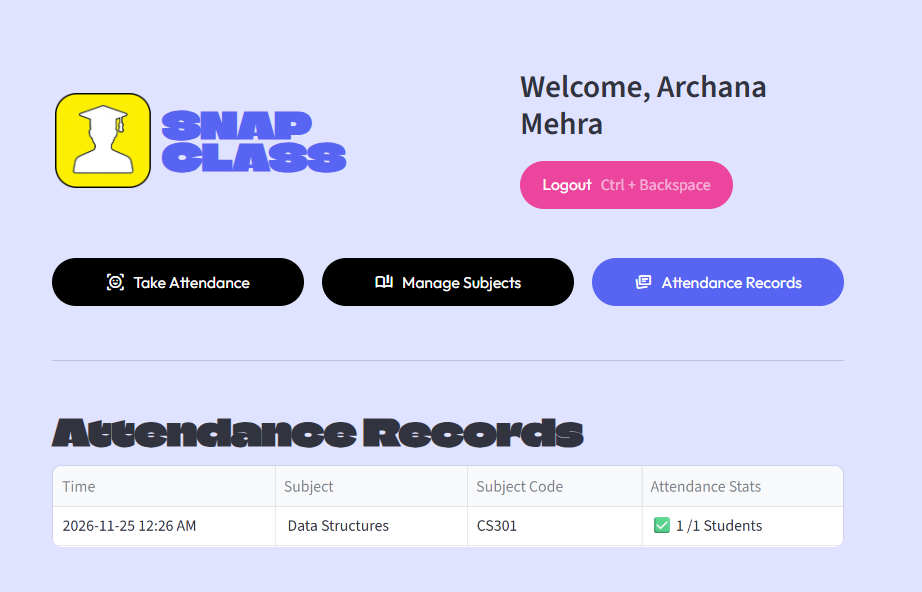 SNAP
CLASS
Welcome, Archana
Mehra
Logout Ctrl + Backspace
Take Attendance
Manage Subjects
Attendance Records
Attendance Records
Time Subject Subject Code Attendance Stats
2026-11-25 12:26 AM Data Structures CS301 ✅ 1 /1 Students